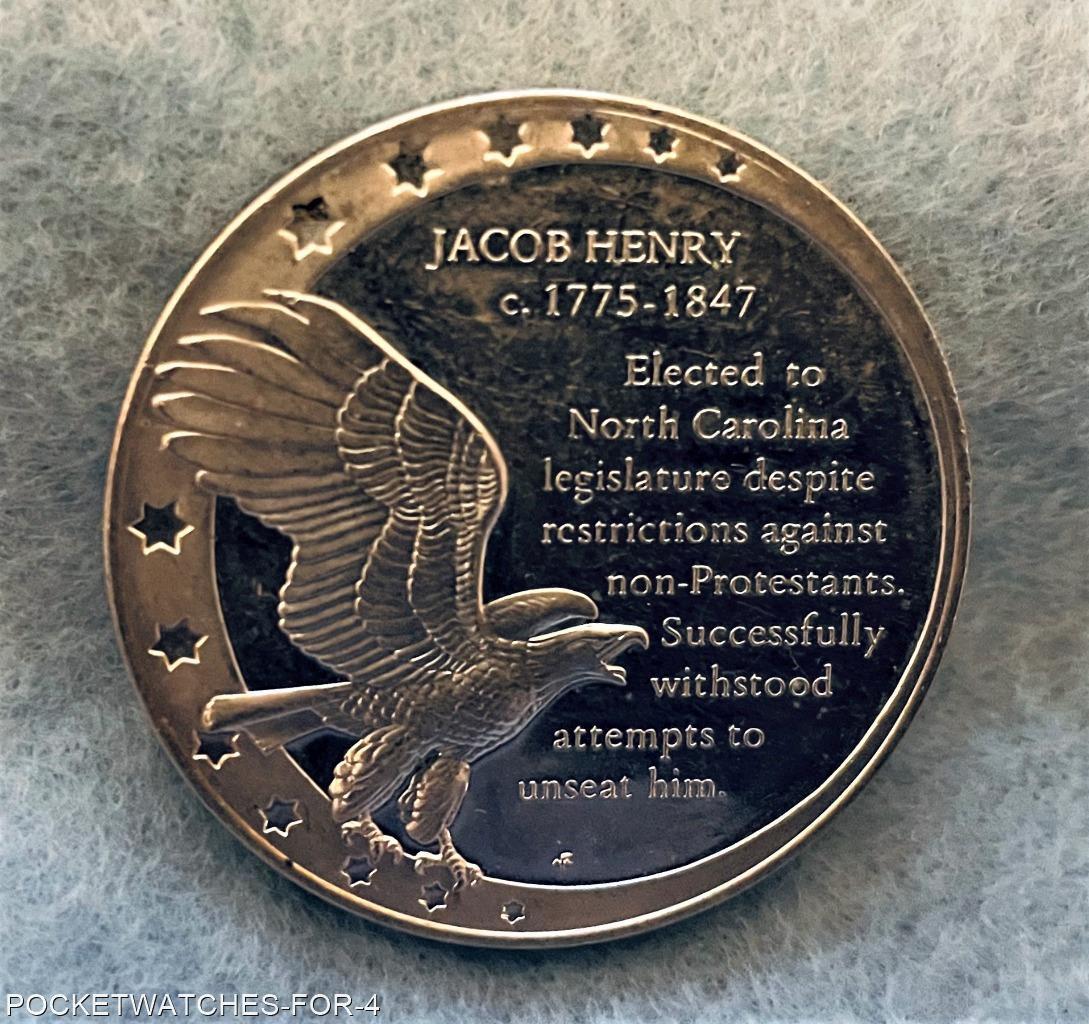 JACOB HENRY
c. 1775-1847
Elected to
North Carolina
legislature despite
restrictions against
non-Protestants.
Successfully
withstood
attempts to
unseat him.
POCKETWATCHES-FOR-4